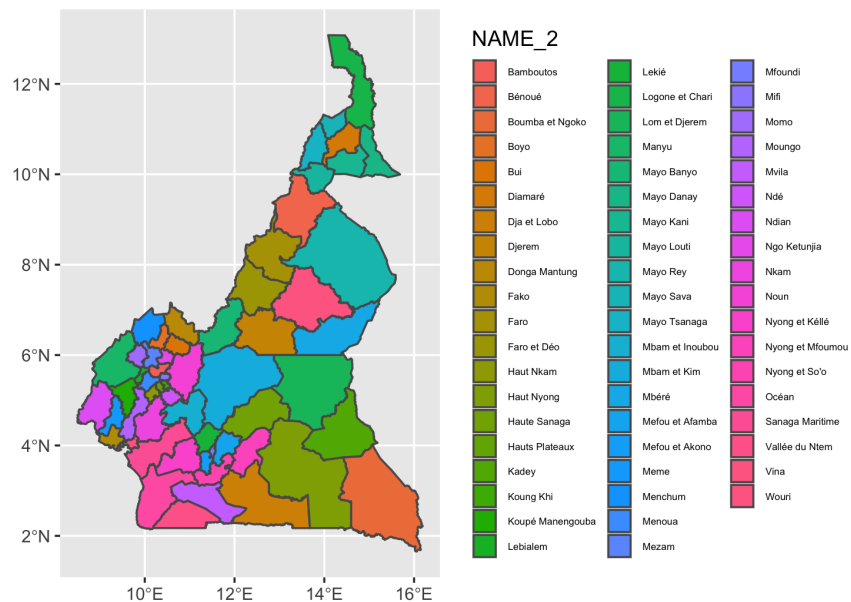 NAME_2
12°N
10°N
8°N
6°N
4°N
2°N
10°E 12°E 14°E 16°E
Bamboutos
Bénoué
Boumba et Ngoko
Boyo
Bui
Diamaré
Dja et Lobo
Djerem
Donga Mantung
Fako
Faro
Faro et Déo
Haut Nkam
Haut Nyong
Haute Sanaga
Hauts Plateaux
Kadey
Koung Khi
Koupé Manengouba
Lebialem
Lekié
Logone et Chari
Lom et Djerem
Manyu
Mayo Banyo
Mayo Danay
Mayo Kani
Mayo Louti
Mayo Rey
Mayo Sava
Mayo Tsanaga
Mbam et Inoubou
Mbam et Kim
Mbéré
Mefou et Afamba
Mefou et Akono
Meme
Menchum
Menoua
Mezam
Mfoundi
Mifi
Momo
Moungo
Mvila
Ndé
Ndian
Ngo Ketunjia
Nkam
Noun
Nyong et Kéllé
Nyong et Mfoumou
Nyong et So'o
Océan
Sanaga Maritime
Vallée du Ntem
Vina
Wouri